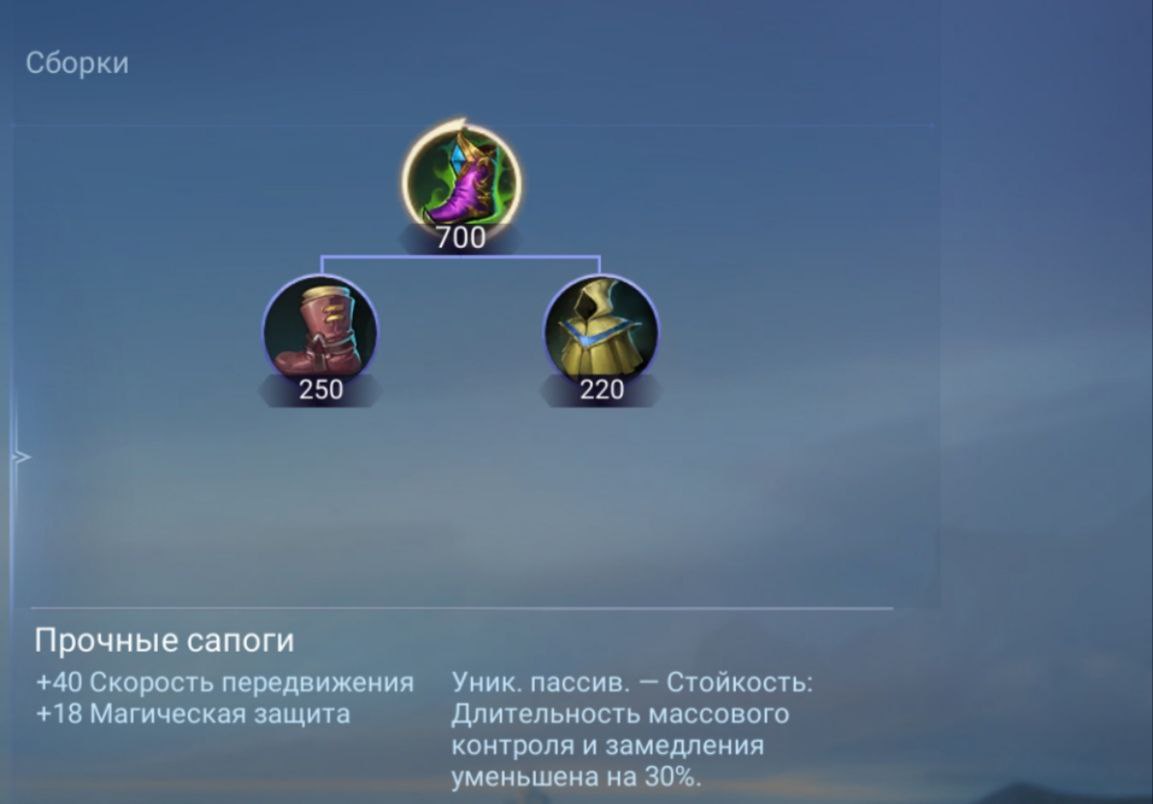 Сборки
700
250
220
Прочные сапоги
+40 Скорость передвижения
+18 Магическая защита
Уник. пассив. — Стойкость:
Длительность массового
контроля и замедления
уменьшена на 30%.